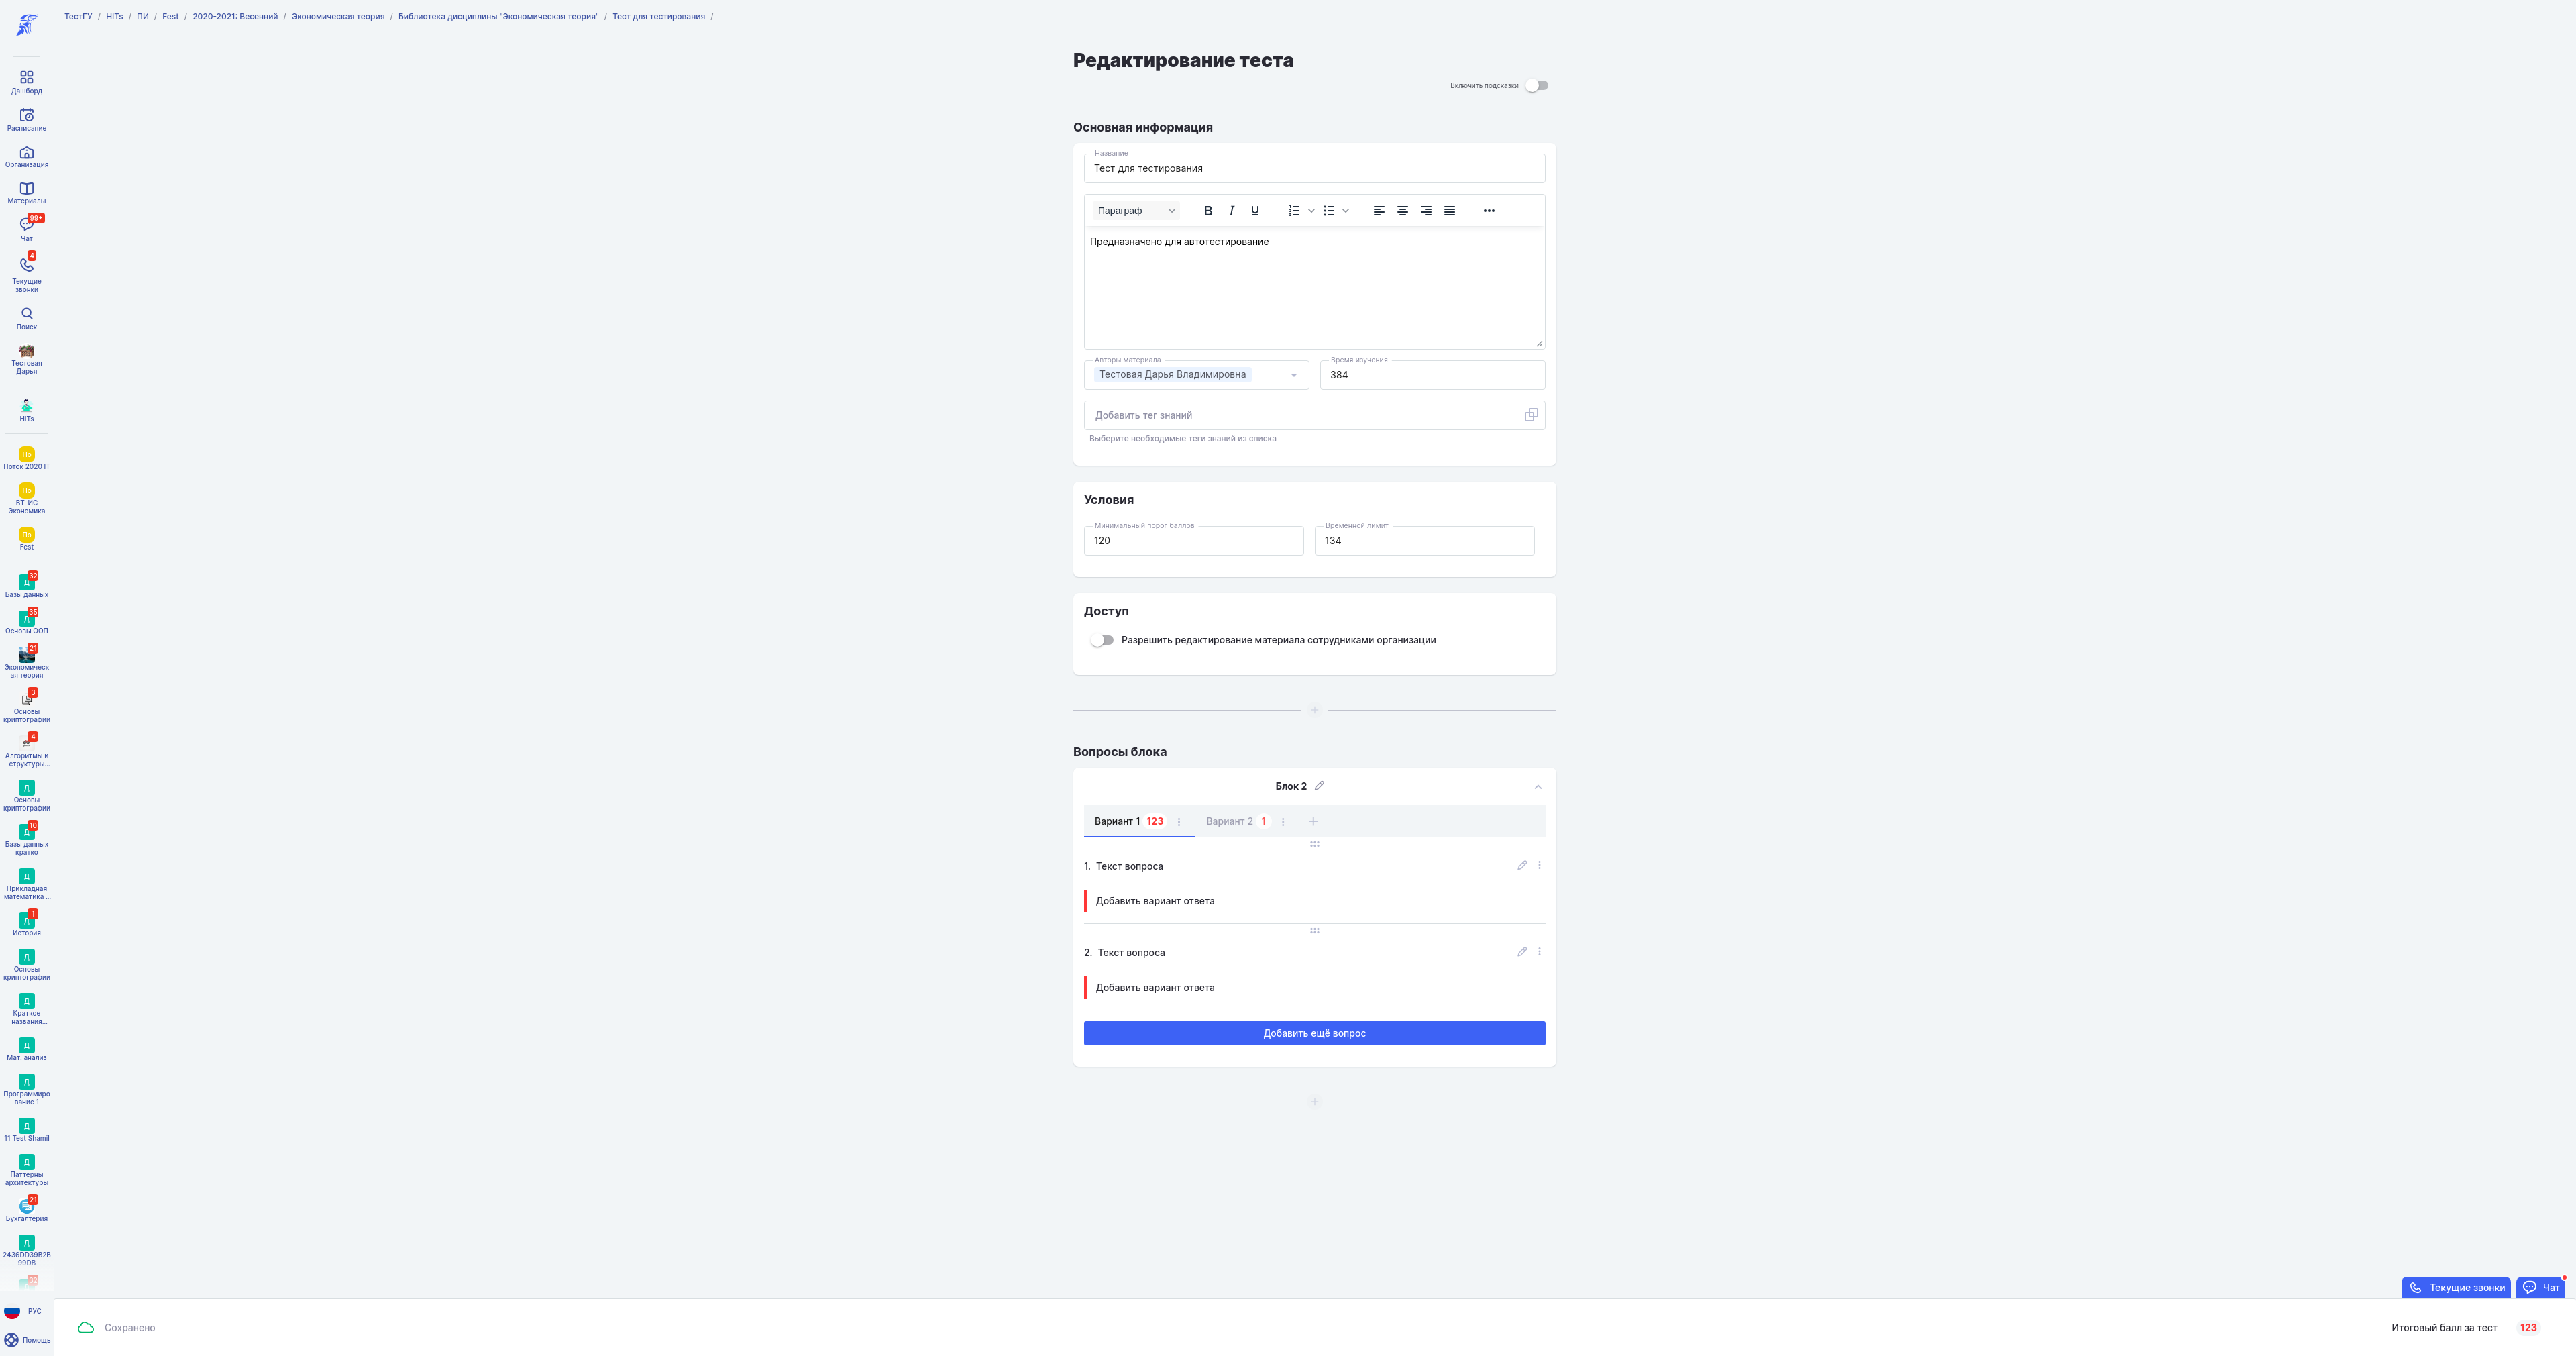 ТестГУ / HITs / ПИ / Fest / 2020-2021: Весенний / Экономическая теория / Библиотека дисциплины "Экономическая теория" / Тест для тестирования /
Дашборд
Расписание
Организация
Материалы
99+
Чат
4
Текущие
звонки
Поиск
Тестовая
Дарья
HITs
По
Поток 2020 IT
По
ВТ-ИС
Экономика
По
Fest
32
Д
Базы данных
35
Д
Основы ООП
21
Экономическ
ая теория
3
Основы
криптографии
4
Алгоритмы и
структуры...
Д
Основы
криптографии
10
Д
Базы данных
кратко
Д
Прикладная
математика ...
1
Д
История
Д
Основы
криптографии
Д
Краткое
названия...
Д
Мат. анализ
Д
Программиро
вание 1
Д
11 Test Shamil
Д
Паттерны
архитектуры
21
Бухгалтерия
Д
2436DD39B2B
99DB
РУС
Помощь
Редактирование теста
Включить подсказки
Основная информация
Название
Тест для тестирования
Параграф B I U
Предназначено для автотестирование
Авторы материала
Тестовая Дарья Владимировна
Время изучения
384
Добавить тег знаний
Выберите необходимые теги знаний из списка
Условия
Минимальный порог баллов
120
Временной лимит
134
Доступ
Разрешить редактирование материала сотрудниками организации
Вопросы блока
Блок 2
Вариант 1 123 Вариант 2 1
1. Текст вопроса
Добавить вариант ответа
2. Текст вопроса
Добавить вариант ответа
Добавить ещё вопрос
Текущие звонки
Чат
Сохранено
Итоговый балл за тест 123